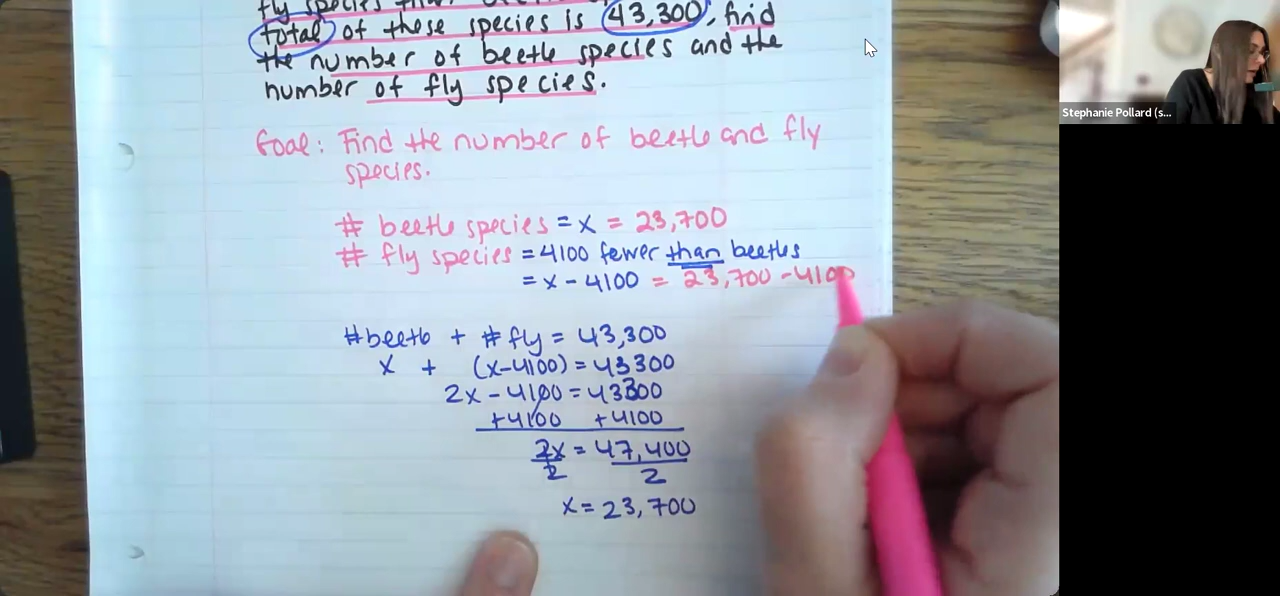 fly species than
total of these species is 43,300, find
the number of beetle species and the
number of fly species.
Goal: Find the number of beetle and fly
species.
# beetle species = x = 23,700
# fly species = 4100 fewer than beetles
= x - 4100 = 23,700 - 4100
#beetle + #fly = 43,300
x + (x-4100) = 43300
2x - 4100 = 43300
+4100 +4100
2x = 47,400
2 2
x = 23,700
Stephanie Pollard (s...